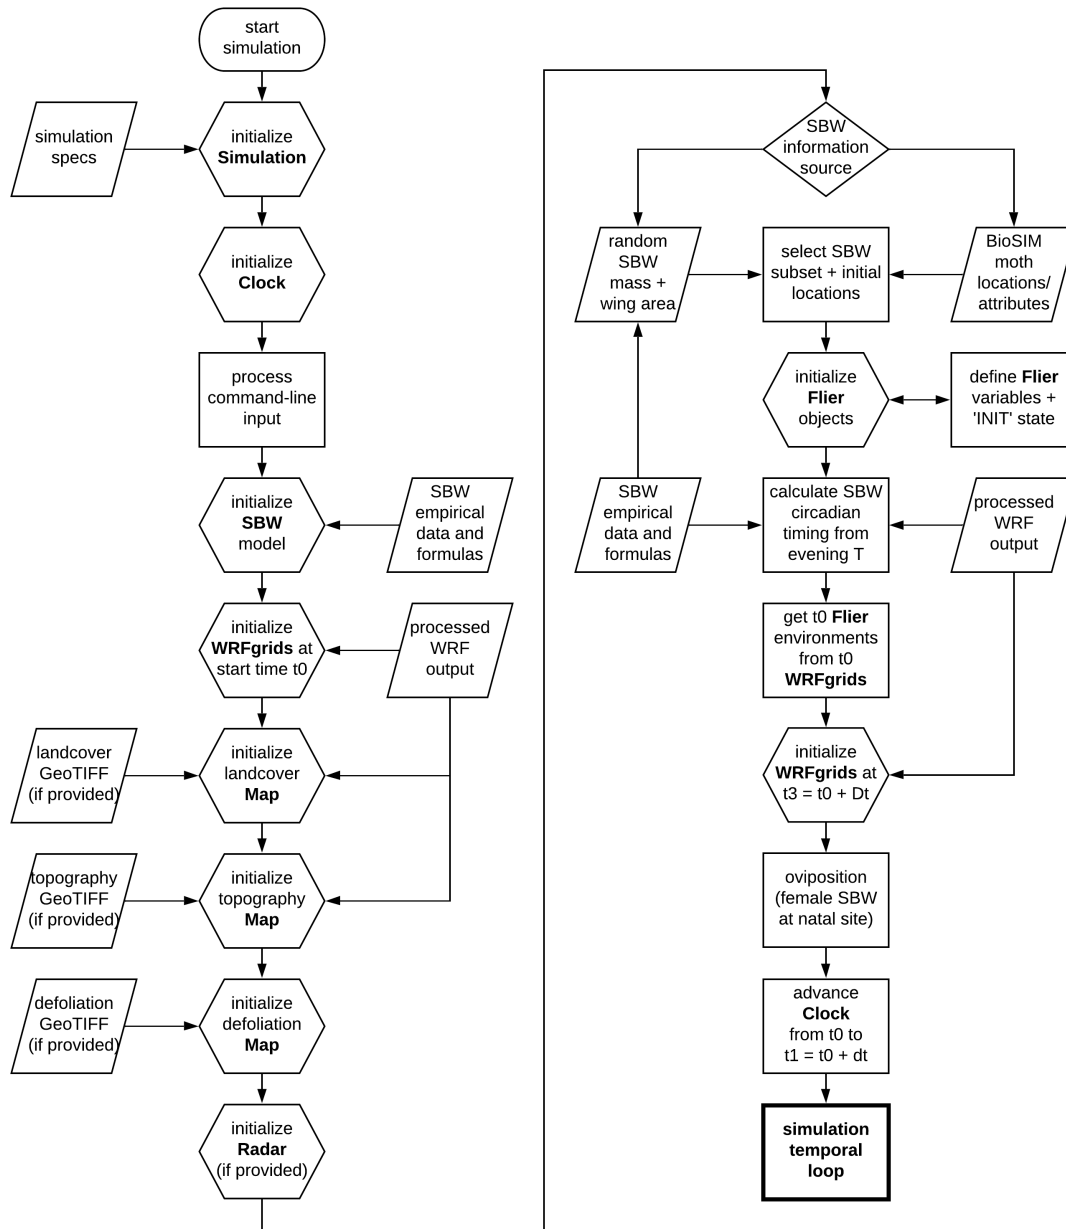 start
simulation
simulation
specs
initialize
Simulation
initialize
Clock
process
command-line
input
initialize
SBW
model
SBW
empirical
data and
formulas
initialize
WRFgrids at
start time t0
processed
WRF
output
landcover
GeoTIFF
(if provided)
initialize
landcover
Map
topography
GeoTIFF
(if provided)
initialize
topography
Map
defoliation
GeoTIFF
(if provided)
initialize
defoliation
Map
initialize
Radar
(if provided)
SBW
information
source
random
SBW
mass +
wing area
select SBW
subset + initial
locations
BioSIM
moth
locations/
attributes
initialize
Flier
objects
define Flier
variables +
'INIT' state
SBW
empirical
data and
formulas
calculate SBW
circadian
timing from
evening T
processed
WRF
output
get t0 Flier
environments
from t0
WRFgrids
initialize
WRFgrids at
t3 = t0 + Dt
oviposition
(female SBW
at natal site)
advance
Clock
from t0 to
t1 = t0 + dt
simulation
temporal
loop